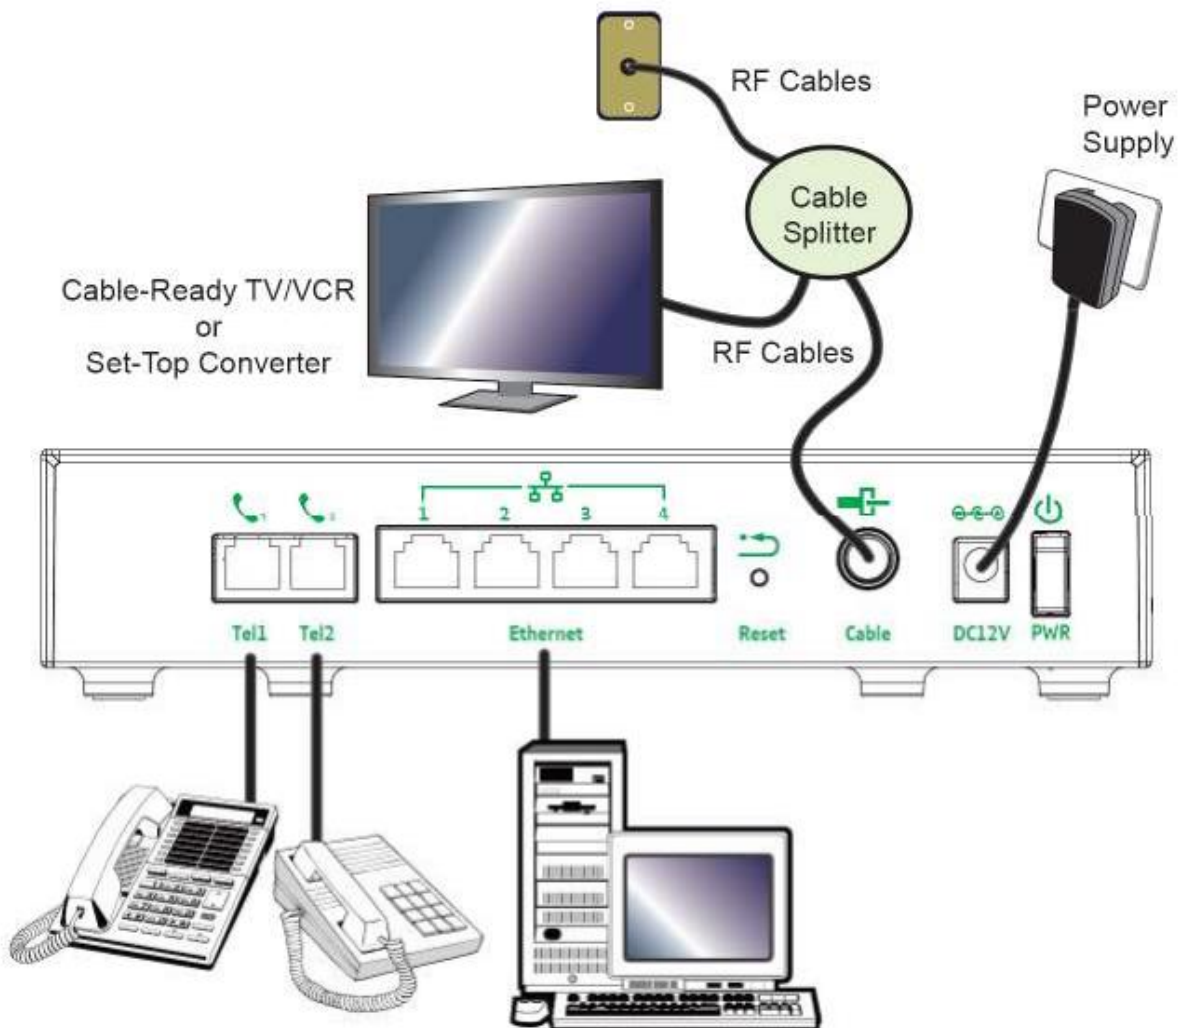 RF Cables
Power
Supply
Cable
Splitter
Cable-Ready TV/VCR
or
Set-Top Converter
RF Cables
1 2 3 4
Tel1 Tel2 Ethernet Reset Cable DC12V PWR